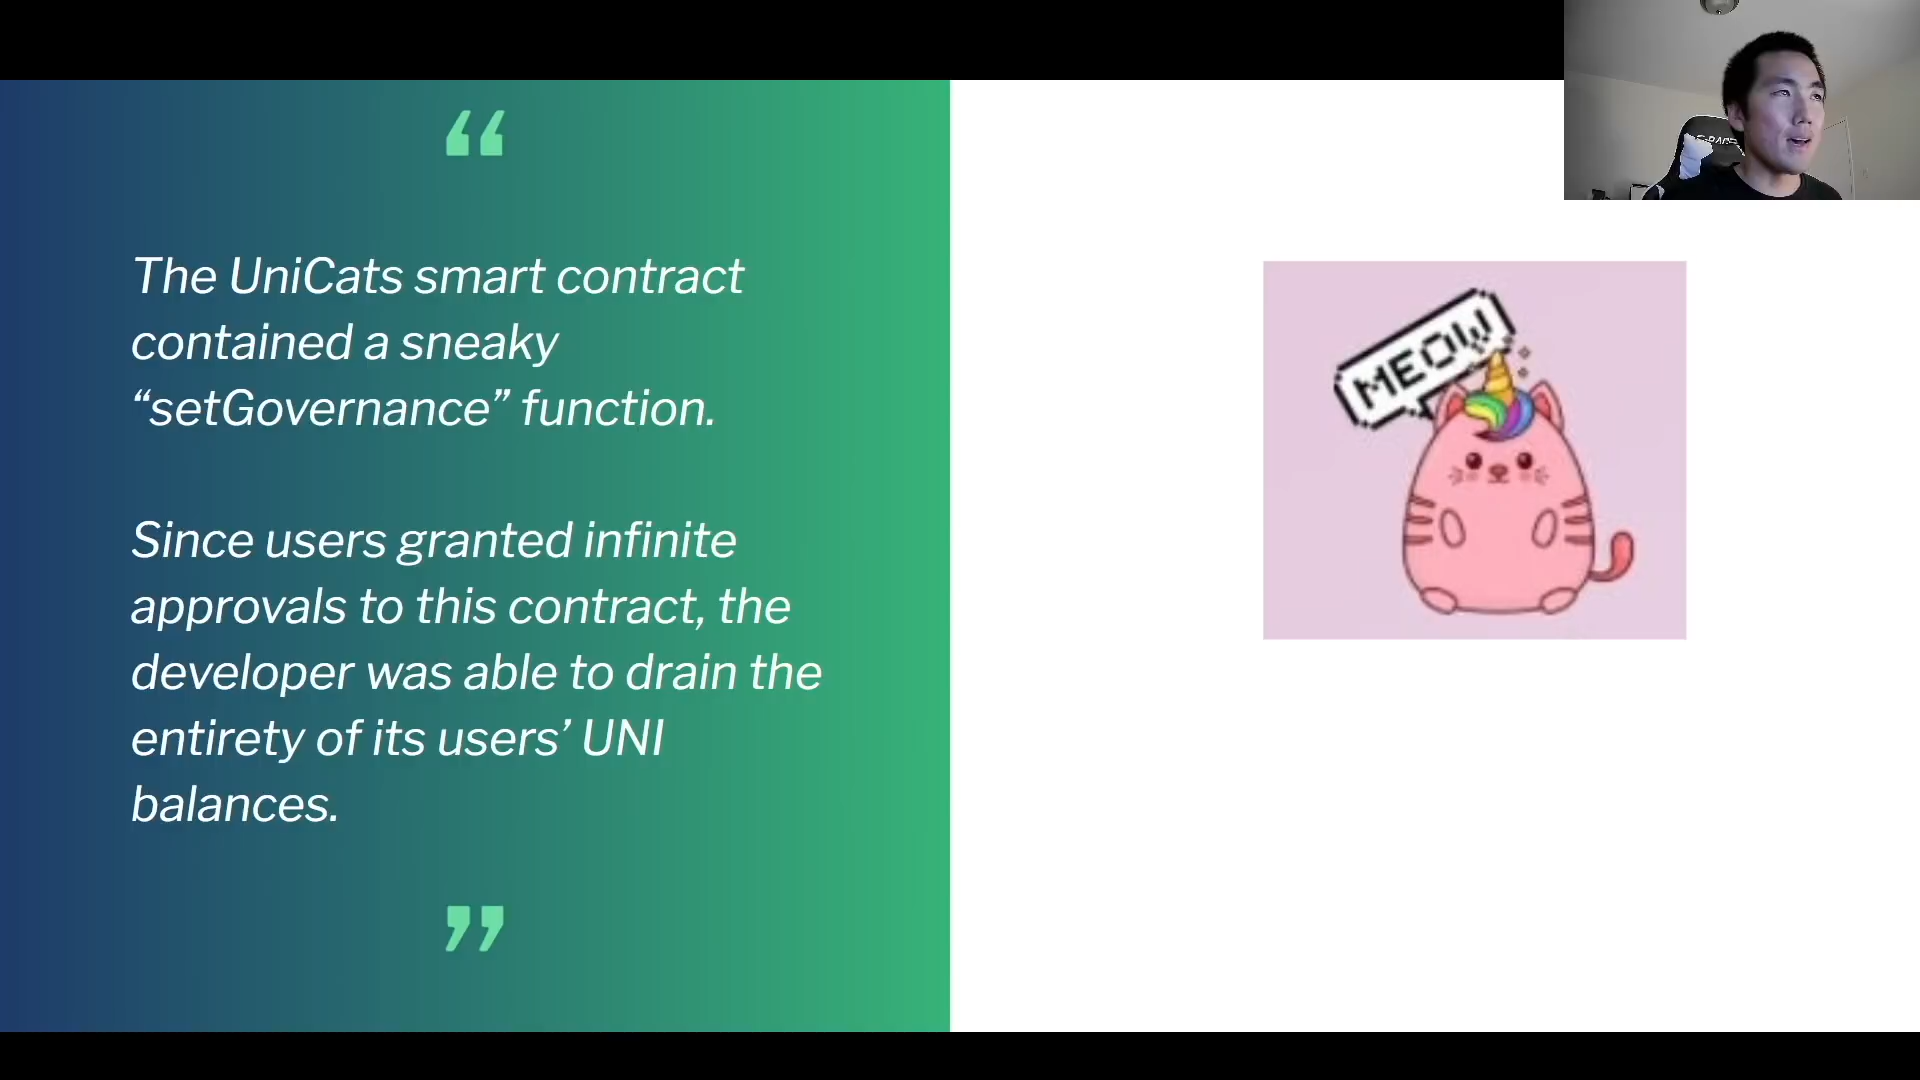 “
The UniCats smart contract
contained a sneaky
“setGovernance” function.
Since users granted infinite
approvals to this contract, the
developer was able to drain the
entirety of its users’ UNI
balances.
”
MEOW